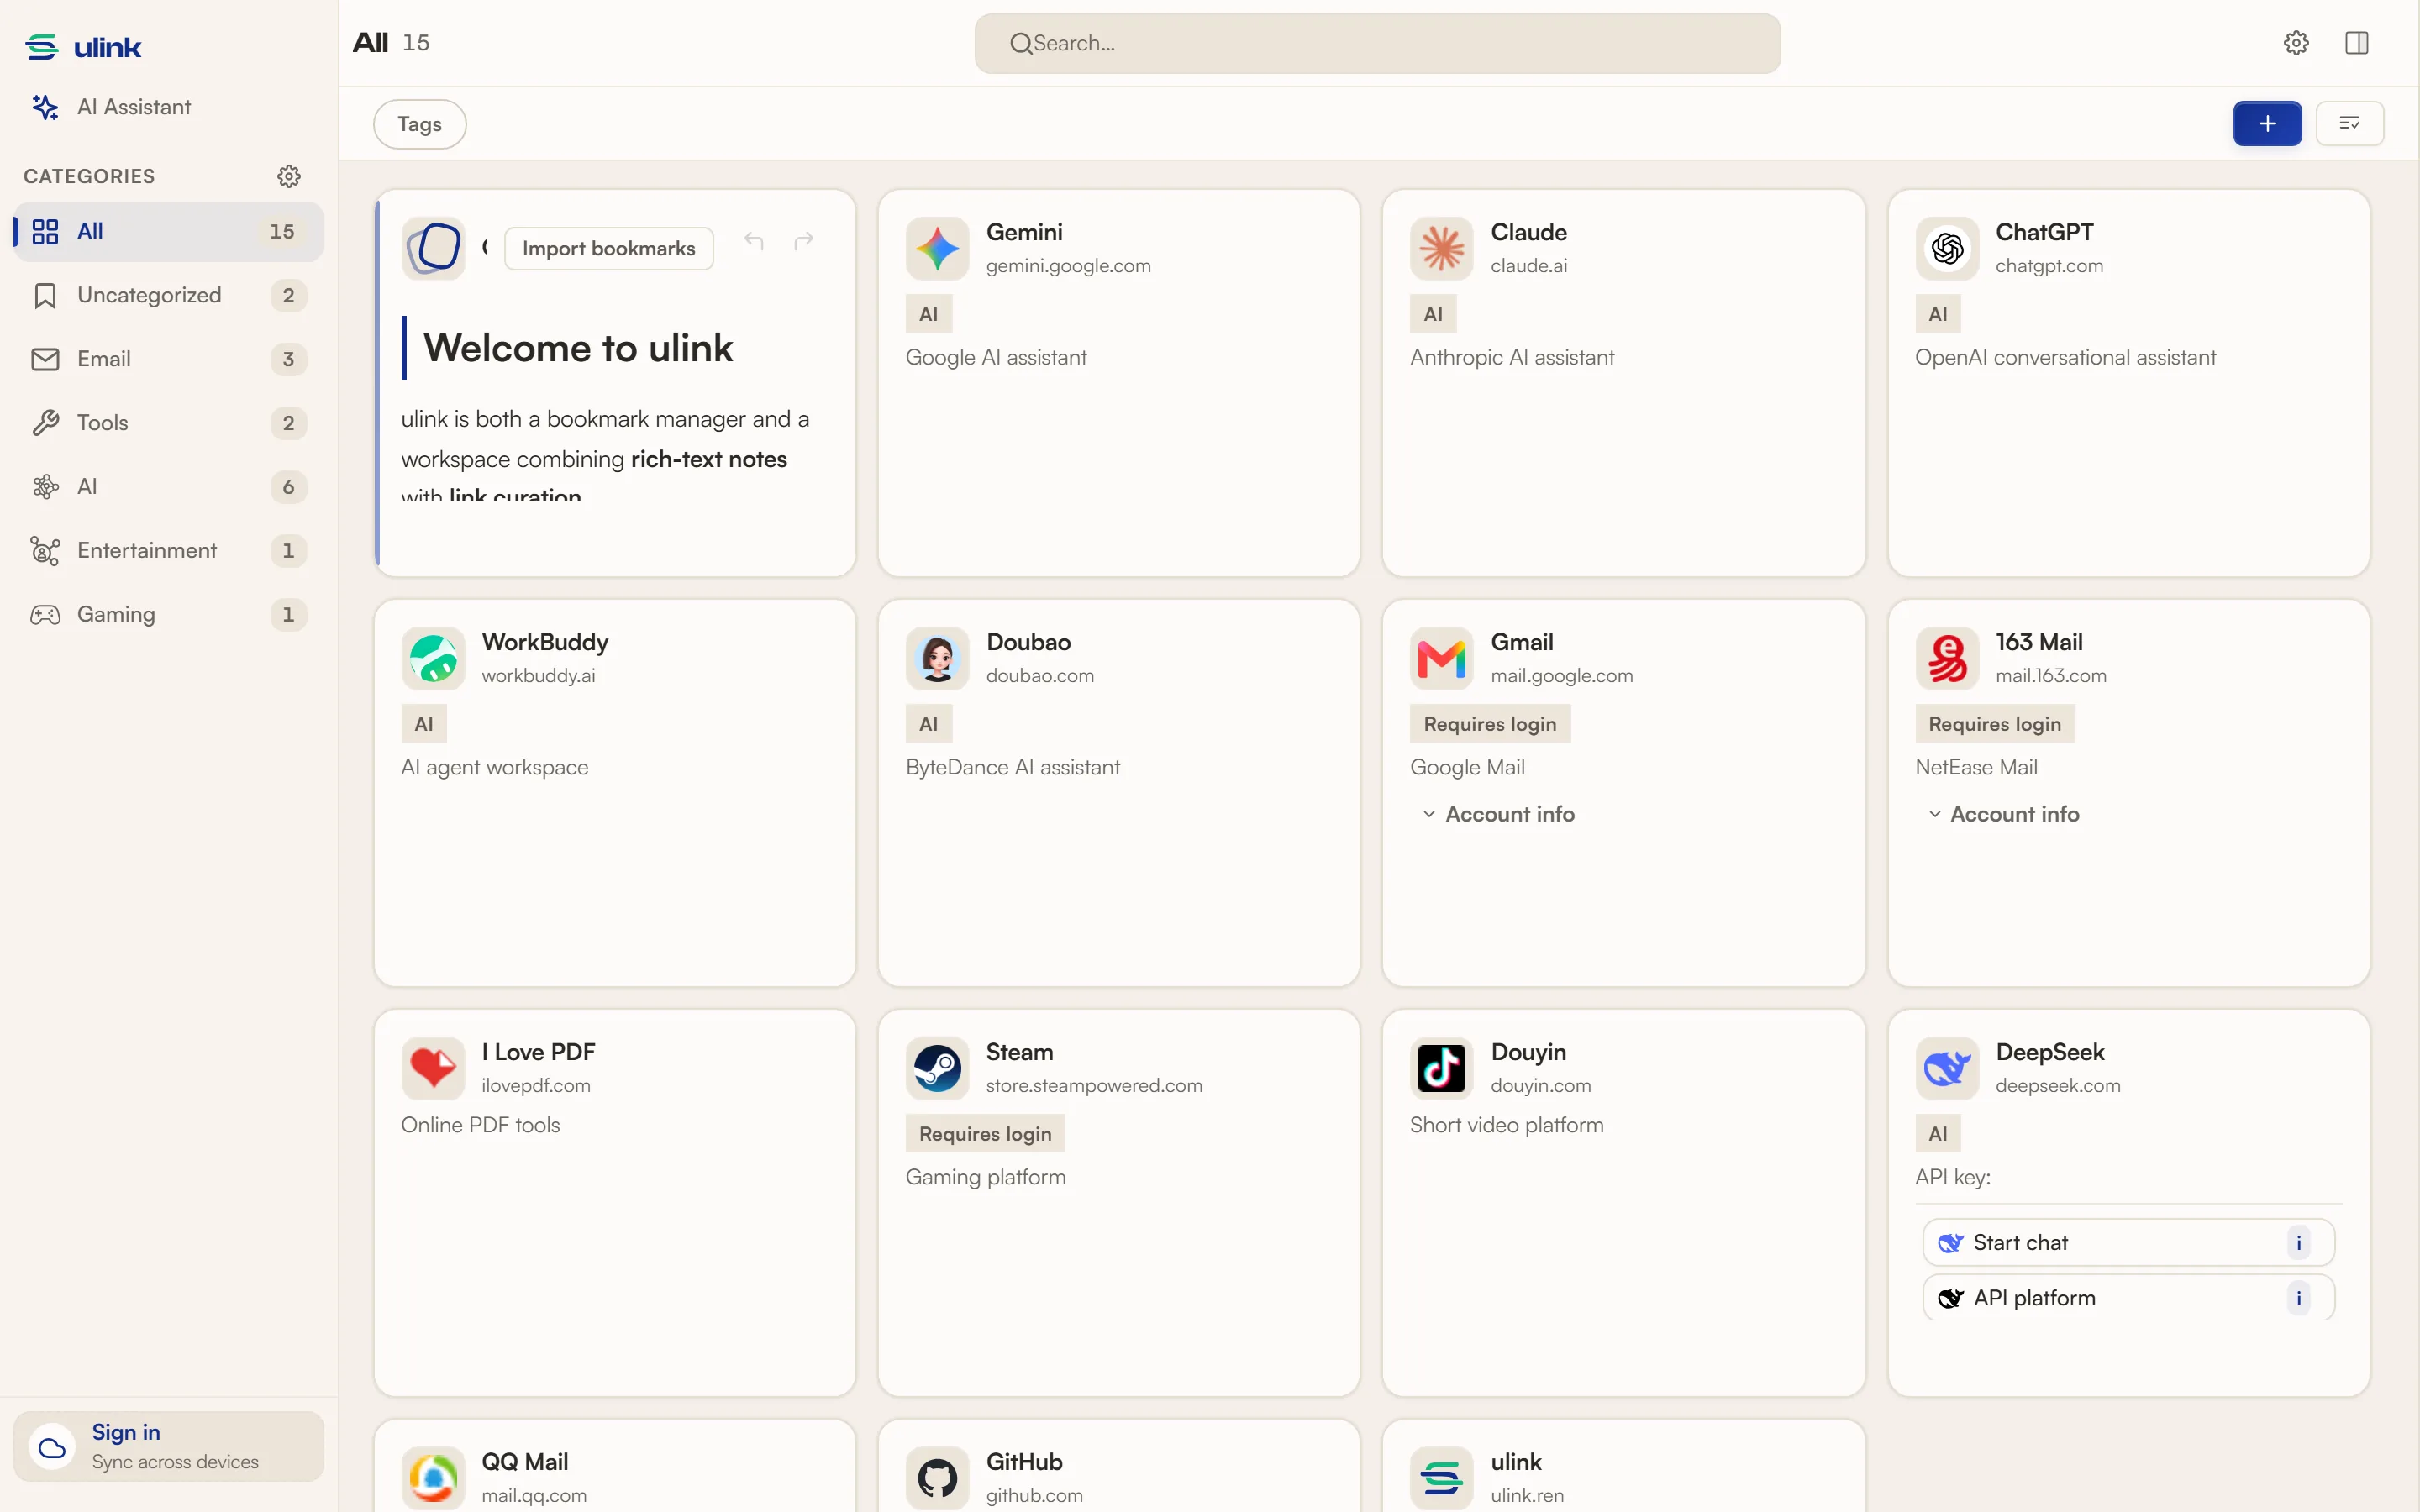 ulink
AI Assistant
CATEGORIES
All 15
Uncategorized 2
Email 3
Tools 2
AI 6
Entertainment 1
Gaming 1
Sign in
Sync across devices
All 15
Search...
Tags
Import bookmarks
Welcome to ulink
ulink is both a bookmark manager and a
workspace combining rich-text notes
with link curation
Gemini
gemini.google.com
AI
Google AI assistant
Claude
claude.ai
AI
Anthropic AI assistant
ChatGPT
chatgpt.com
AI
OpenAI conversational assistant
WorkBuddy
workbuddy.ai
AI
AI agent workspace
Doubao
doubao.com
AI
ByteDance AI assistant
Gmail
mail.google.com
Requires login
Google Mail
Account info
163 Mail
mail.163.com
Requires login
NetEase Mail
Account info
I Love PDF
ilovepdf.com
Online PDF tools
Steam
store.steampowered.com
Requires login
Gaming platform
Douyin
douyin.com
Short video platform
DeepSeek
deepseek.com
AI
API key:
Start chat i
API platform i
QQ Mail
mail.qq.com
GitHub
github.com
ulink
ulink.ren